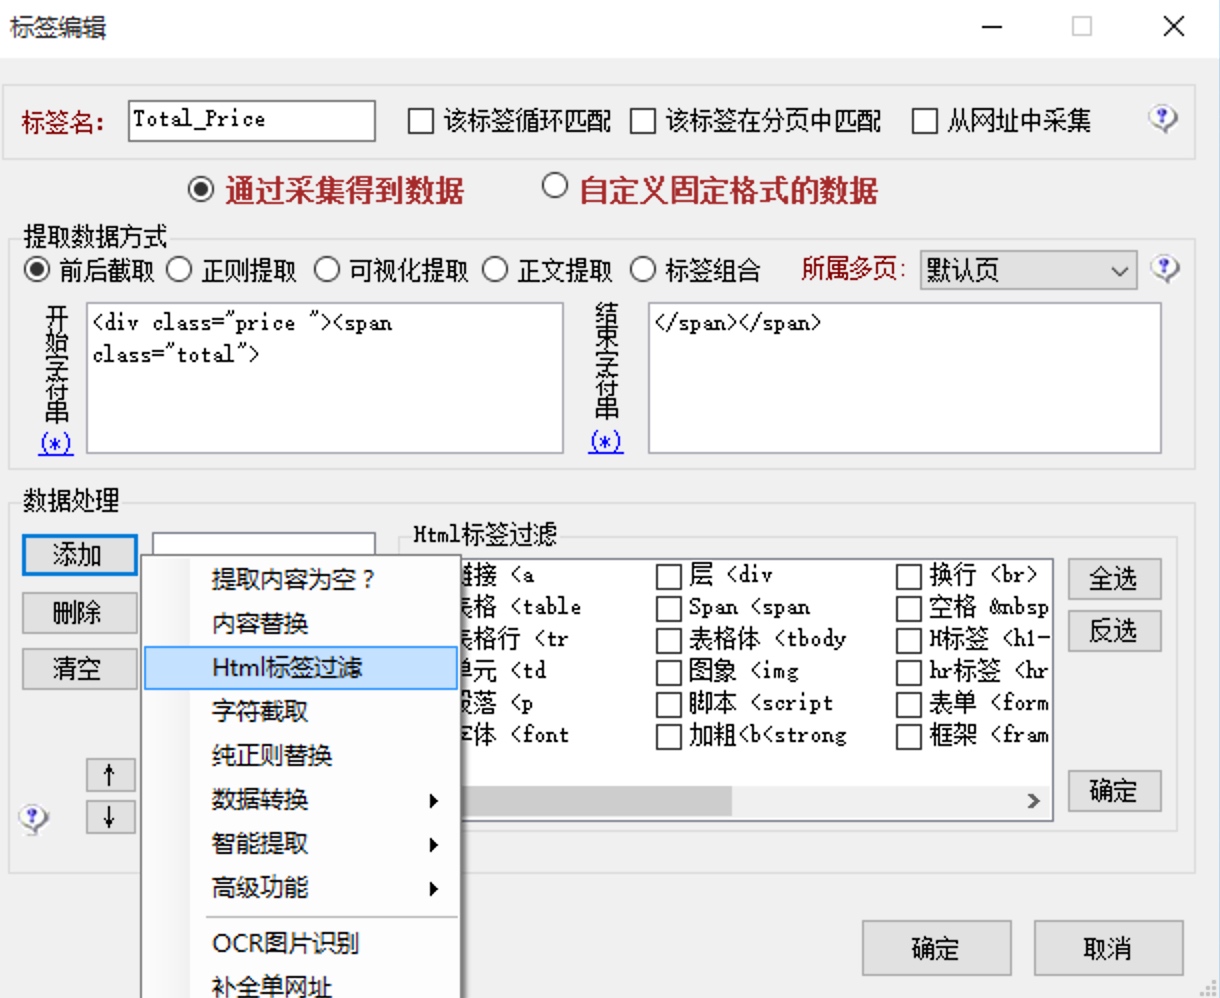 标签编辑
标签名: Total_Price 该标签循环匹配 该标签在分页中匹配 从网址中采集
通过采集得到数据 自定义固定格式的数据
提取数据方式
前后截取 正则提取 可视化提取 正文提取 标签组合 所属多页: 默认页
开始字符串
(*)
<div class="price "><span
class="total">
结束字符串
(*)
</span></span>
数据处理
添加
删除
清空
↑
↓
提取内容为空?
内容替换
Html标签过滤
字符截取
纯正则替换
数据转换
智能提取
高级功能
OCR图片识别
补全单网址
Html标签过滤
<a 层 <div 换行 <br>
格 <table Span <span 空格 &nbsp
格行 <tr 表格体 <tbody H标签 <h1-
元 <td 图象 <img hr标签 <hr
落 <p 脚本 <script 表单 <form
体 <font 加粗<b<strong 框架 <fram
全选
反选
确定
确定 取消